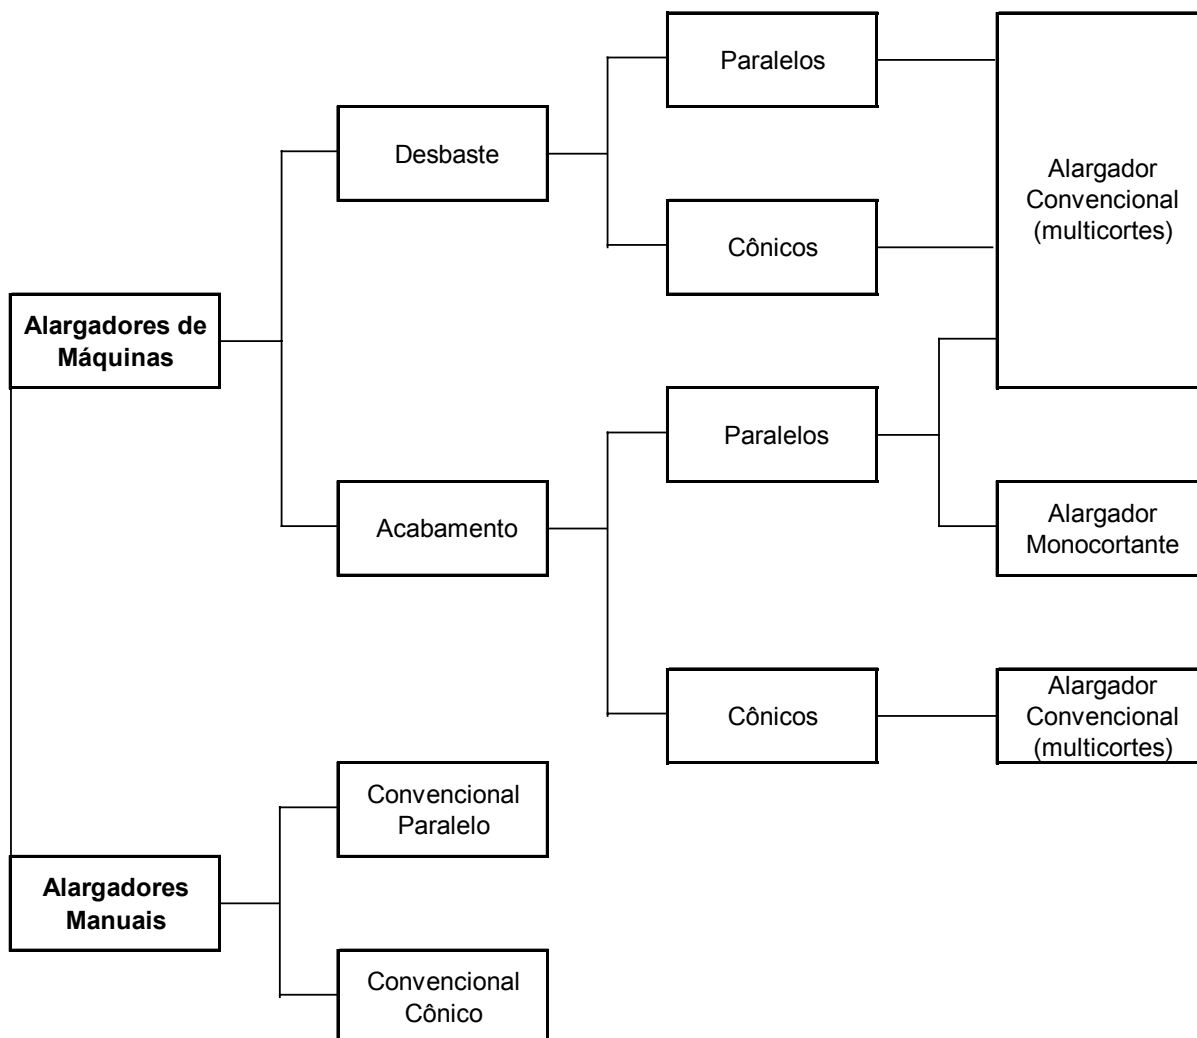 Paralelos
Desbaste
Alargador
Convencional
(multicortes)
Cônicos
Alargadores de
Máquinas
Paralelos
Acabamento
Alargador
Monocortante
Cônicos
Alargador
Convencional
(multicortes)
Convencional
Paralelo
Alargadores
Manuais
Convencional
Cônico